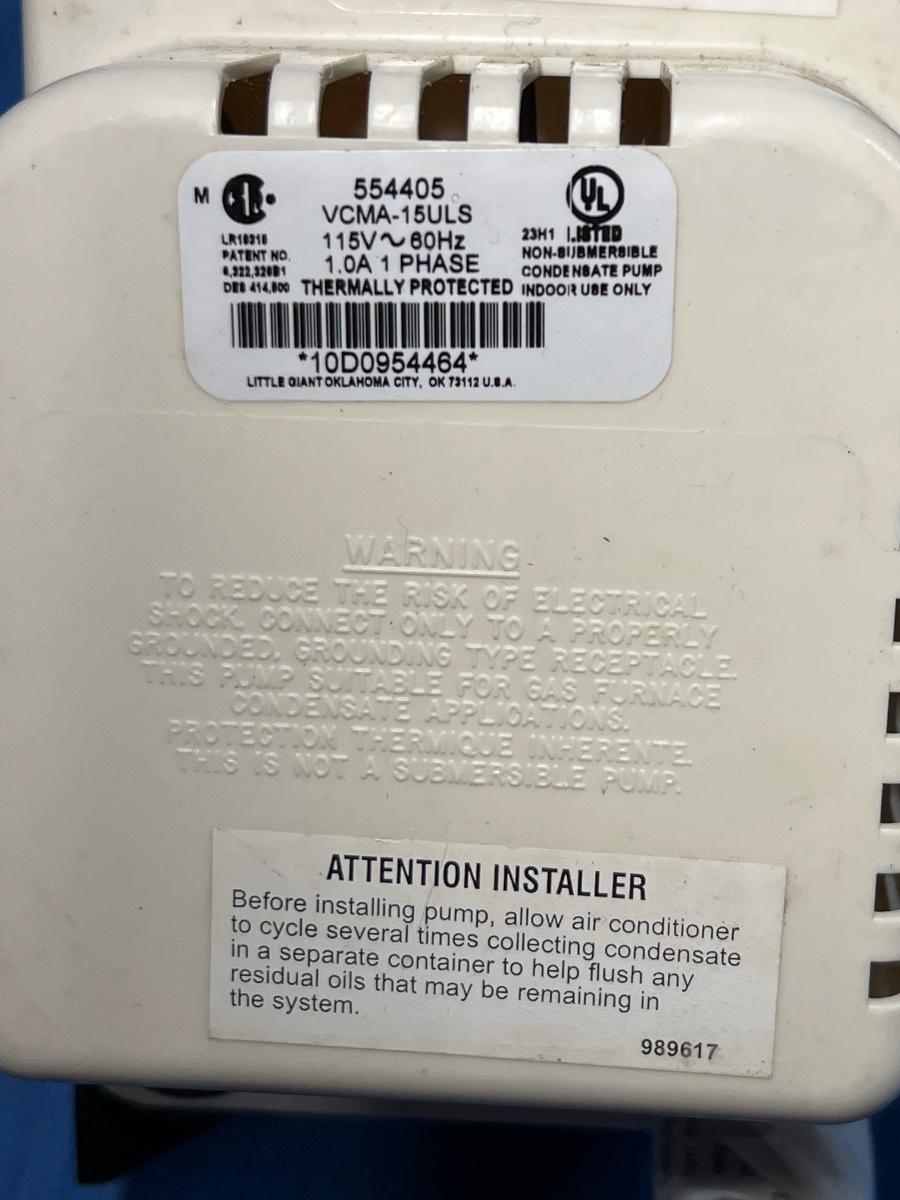 M
554405
VCMA-15ULS
115V~60Hz
1.0A 1 PHASE
THERMALLY PROTECTED
LR16316
PATENT NO.
6,322,326B1
DES 414,800
UL
23H1 LISTED
NON-SUBMERSIBLE
CONDENSATE PUMP
INDOOR USE ONLY
*10D0954464*
LITTLE GIANT OKLAHOMA CITY, OK 73112 U.S.A.
WARNING
TO REDUCE THE RISK OF ELECTRICAL
SHOCK, CONNECT ONLY TO A PROPERLY
GROUNDED, GROUNDING TYPE RECEPTACLE.
THIS PUMP SUITABLE FOR GAS FURNACE
CONDENSATE APPLICATIONS.
PROTECTION THERMIQUE INHERENTE.
THIS IS NOT A SUBMERSIBLE PUMP.
ATTENTION INSTALLER
Before installing pump, allow air conditioner
to cycle several times collecting condensate
in a separate container to help flush any
residual oils that may be remaining in
the system.
989617